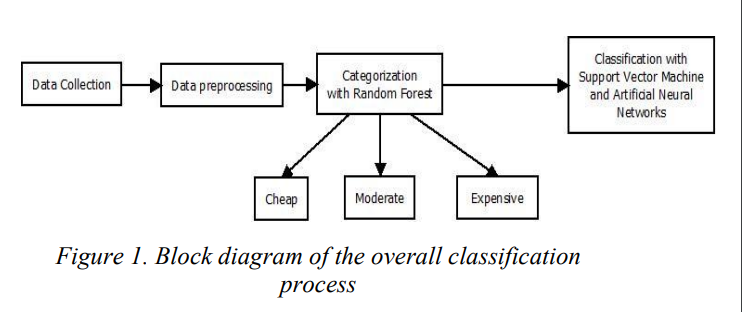 Data Collection
Data preprocessing
Categorization
with Random Forest
Classification with
Support Vector Machine
and Artificial Neural
Networks
Cheap
Moderate
Expensive
Figure 1. Block diagram of the overall classification
process